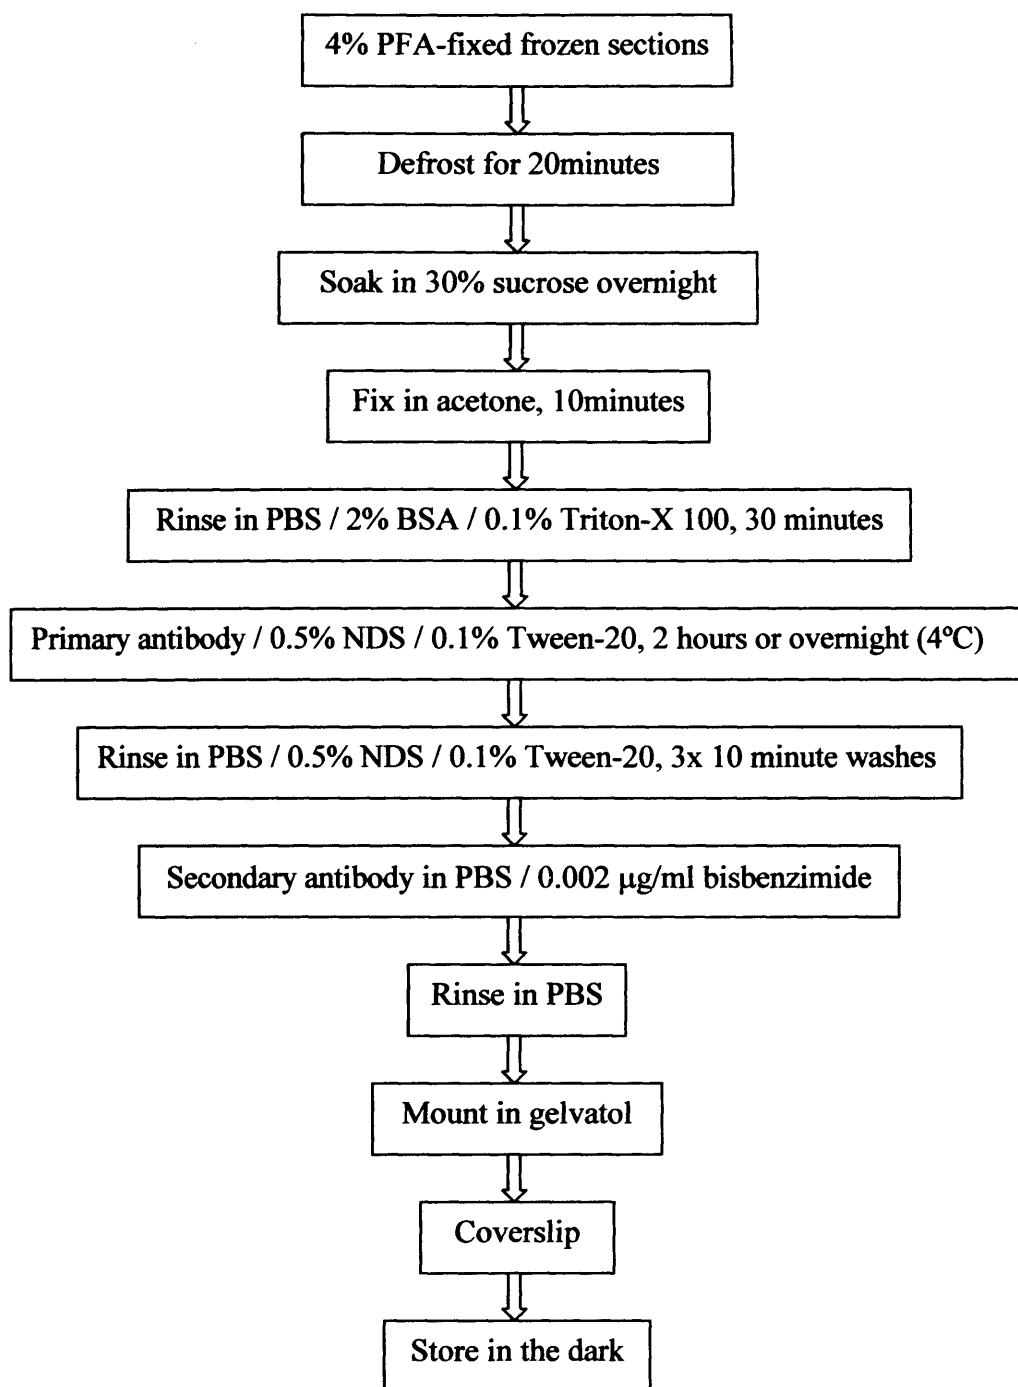 4% PFA-fixed frozen sections
Defrost for 20minutes
Soak in 30% sucrose overnight
Fix in acetone, 10minutes
Rinse in PBS / 2% BSA / 0.1% Triton-X 100, 30 minutes
Primary antibody / 0.5% NDS / 0.1% Tween-20, 2 hours or overnight (4ºC)
Rinse in PBS / 0.5% NDS / 0.1% Tween-20, 3x 10 minute washes
Secondary antibody in PBS / 0.002 µg/ml bisbenzimide
Rinse in PBS
Mount in gelvatol
Coverslip
Store in the dark